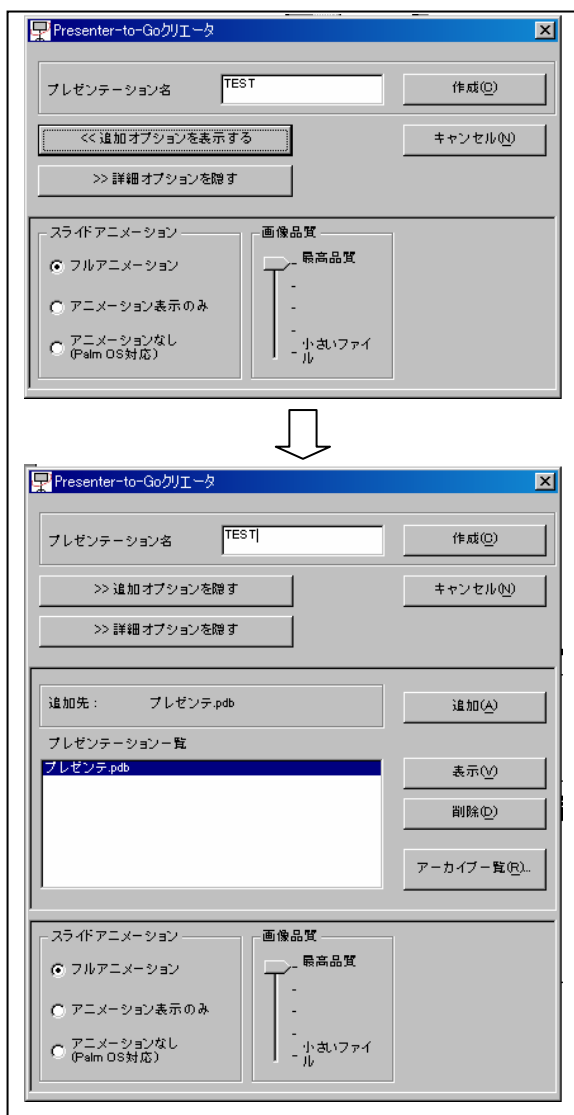 Presenter-to-Goクリエータ
プレゼンテーション名 TEST 作成(C)
<< 追加オプションを表示する キャンセル(N)
>> 詳細オプションを隠す
スライドアニメーション 画像品質
フルアニメーション 最高品質
アニメーション表示のみ
アニメーションなし
(Palm OS対応)
小さいファイ
ル
Presenter-to-Goクリエータ
プレゼンテーション名 TEST 作成(C)
>> 追加オプションを隠す キャンセル(N)
>> 詳細オプションを隠す
追加先: プレゼンテ.pdb 追加(A)
プレゼンテーション一覧
プレゼンテ.pdb
表示(V)
削除(D)
アーカイブ一覧(R)...
スライドアニメーション 画像品質
フルアニメーション 最高品質
アニメーション表示のみ
アニメーションなし
(Palm OS対応)
小さいファイ
ル